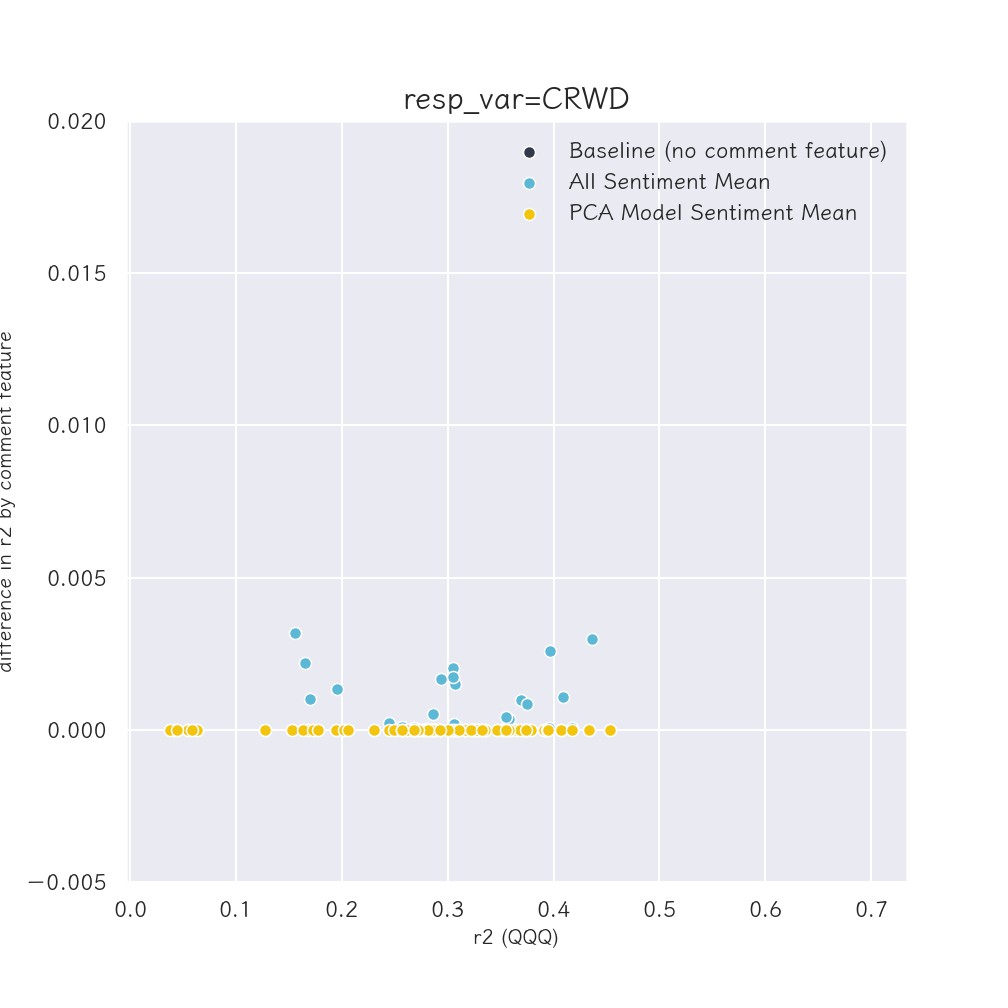 resp_var=CRWD
Baseline (no comment feature)
All Sentiment Mean
PCA Model Sentiment Mean
0.020
0.015
0.010
0.005
0.000
−0.005
difference in r2 by comment feature
0.0 0.1 0.2 0.3 0.4 0.5 0.6 0.7
r2 (QQQ)